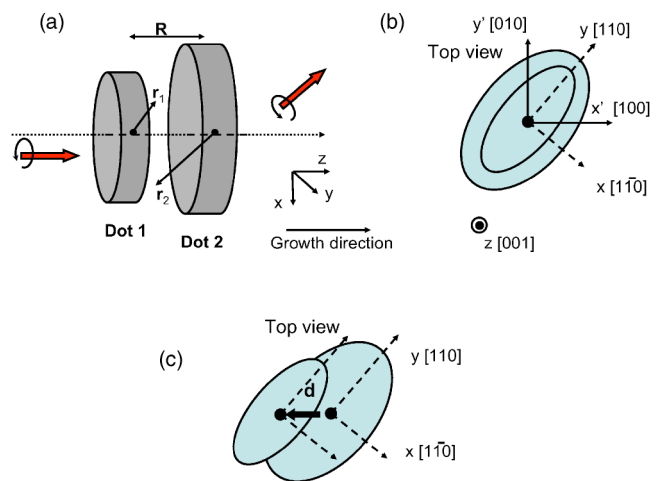 (a)
R
r1
r2
Dot 1
Dot 2
z
y
x
Growth direction
(b)
y' [010]
y [110]
Top view
x' [100]
x [11̄0]
z [001]
(c)
Top view
y [110]
d
x [11̄0]